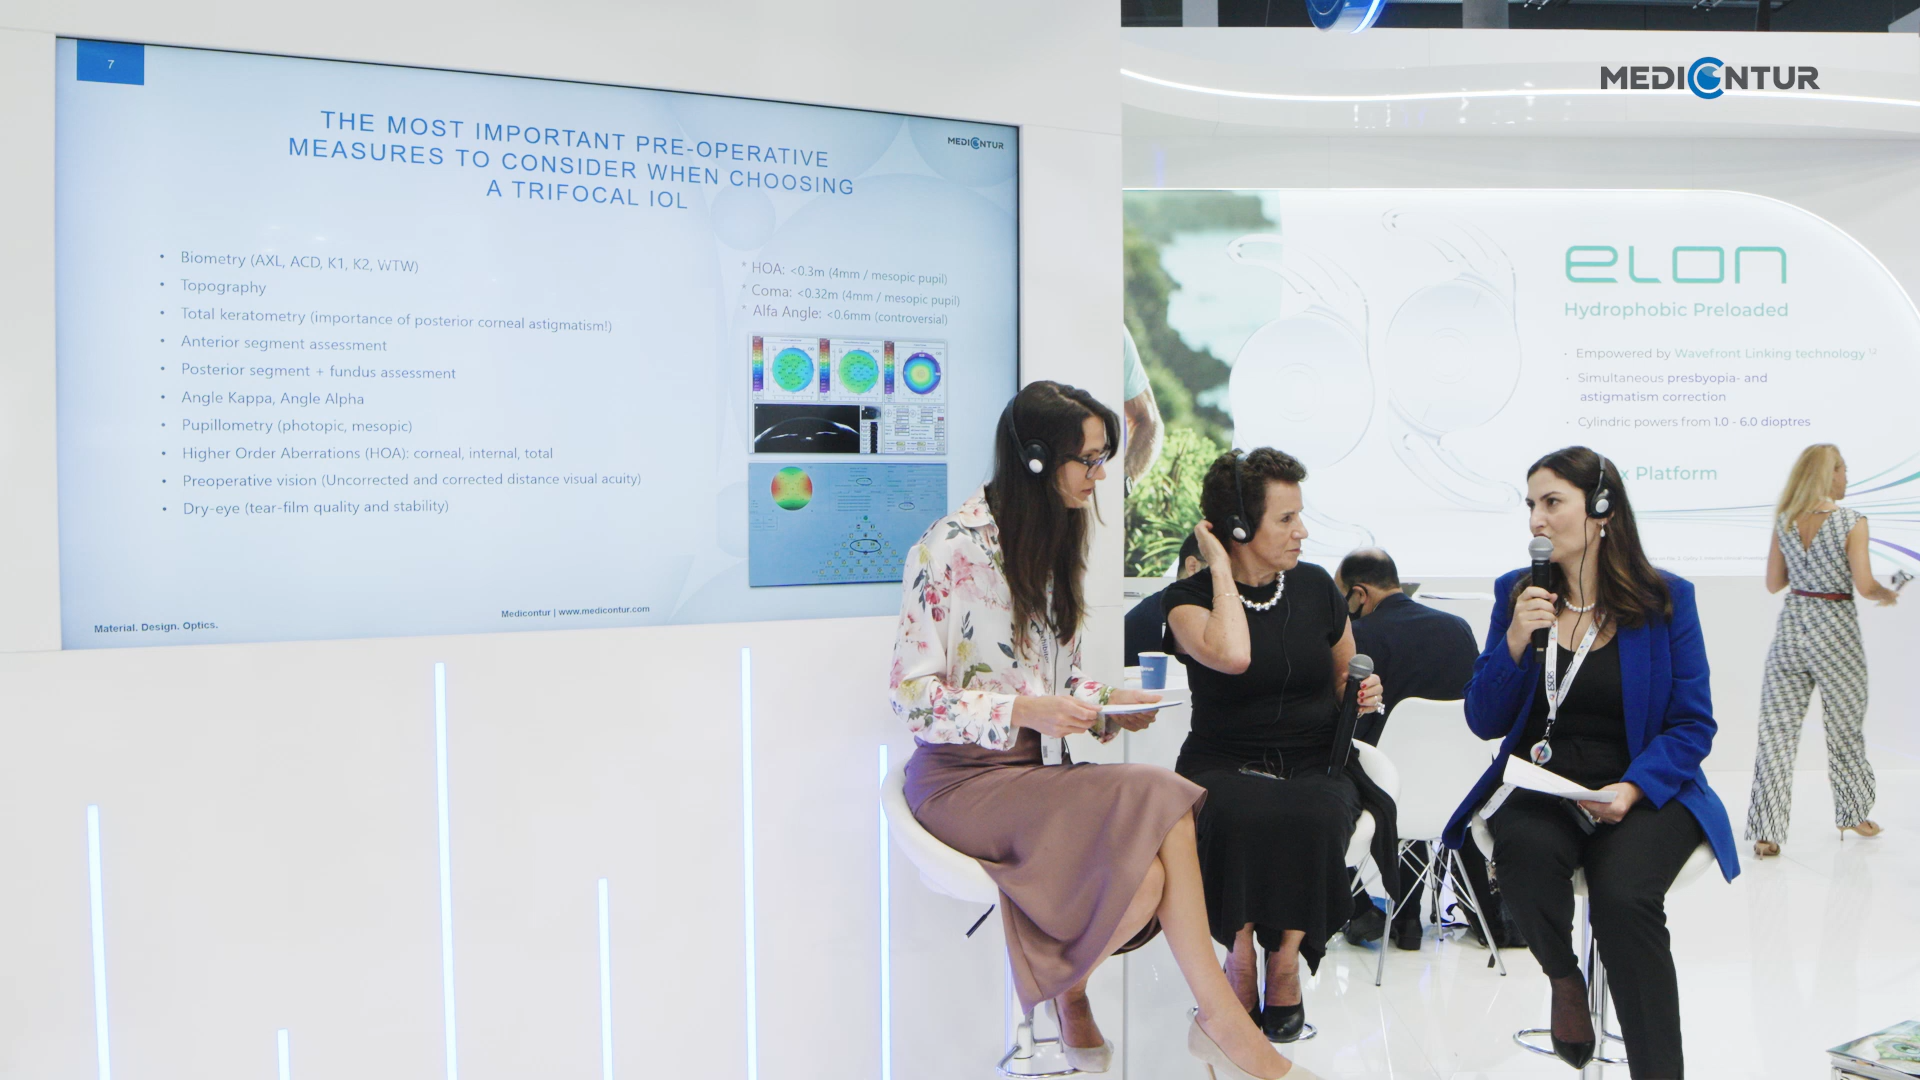 7
THE MOST IMPORTANT PRE-OPERATIVE
MEASURES TO CONSIDER WHEN CHOOSING
A TRIFOCAL IOL
MEDICONTUR
• Biometry (AXL, ACD, K1, K2, WTW)
• Topography
• Total keratometry (importance of posterior corneal astigmatism!)
• Anterior segment assessment
• Posterior segment + fundus assessment
• Angle Kappa, Angle Alpha
• Pupillometry (photopic, mesopic)
• Higher Order Aberrations (HOA): corneal, internal, total
• Preoperative vision (Uncorrected and corrected distance visual acuity)
• Dry-eye (tear-film quality and stability)
* HOA: <0.3m (4mm / mesopic pupil)
* Coma: <0.32m (4mm / mesopic pupil)
* Alfa Angle: <0.6mm (controversial)
Material. Design. Optics.
Medicontur | www.medicontur.com
MEDICONTUR
elon
Hydrophobic Preloaded
· Empowered by Wavefront Linking technology 1,2
· Simultaneous presbyopia- and
astigmatism correction
· Cylindric powers from 1.0 - 6.0 dioptres
x Platform
ESCRS